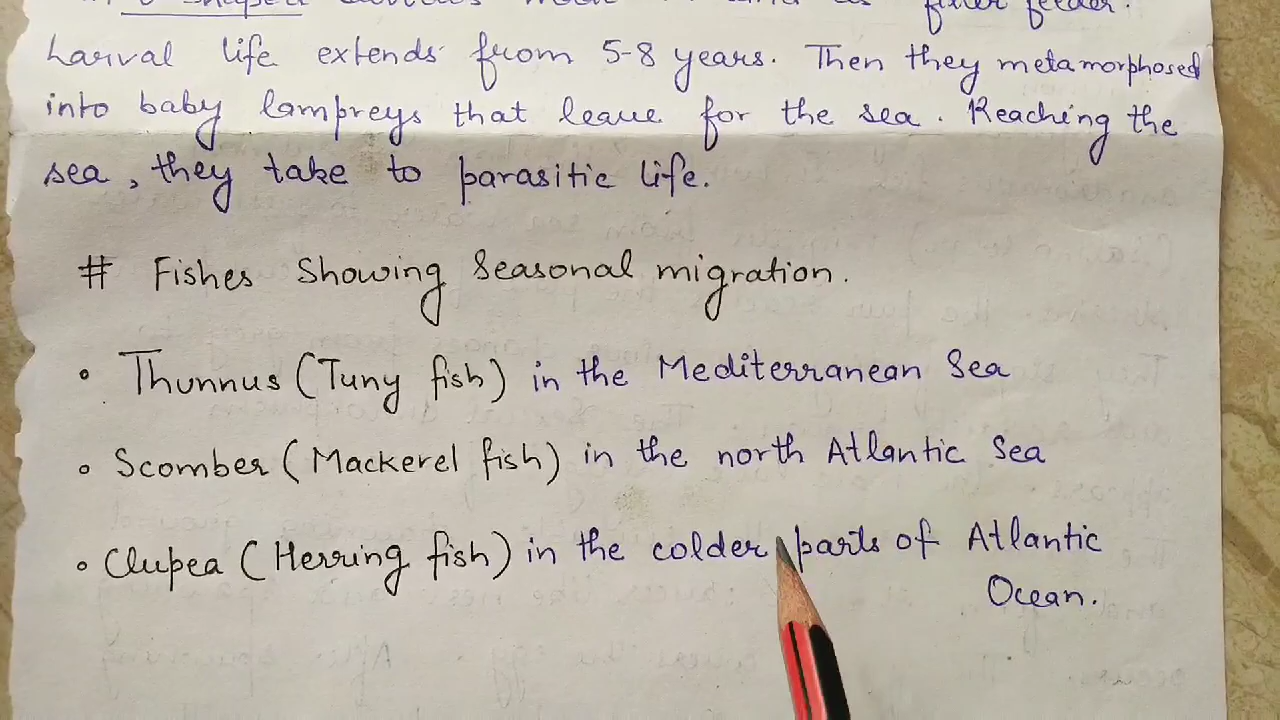 filter feeder.
Larval life extends from 5-8 years. Then they metamorphosed
into baby lampreys that leave for the sea. Reaching the
sea, they take to parasitic life.
# Fishes Showing Seasonal migration.
• Thunnus (Tuny fish) in the Mediterranean Sea
• Scomber (Mackerel fish) in the north Atlantic Sea
• Clupea (Herring fish) in the colder parts of Atlantic
Ocean.